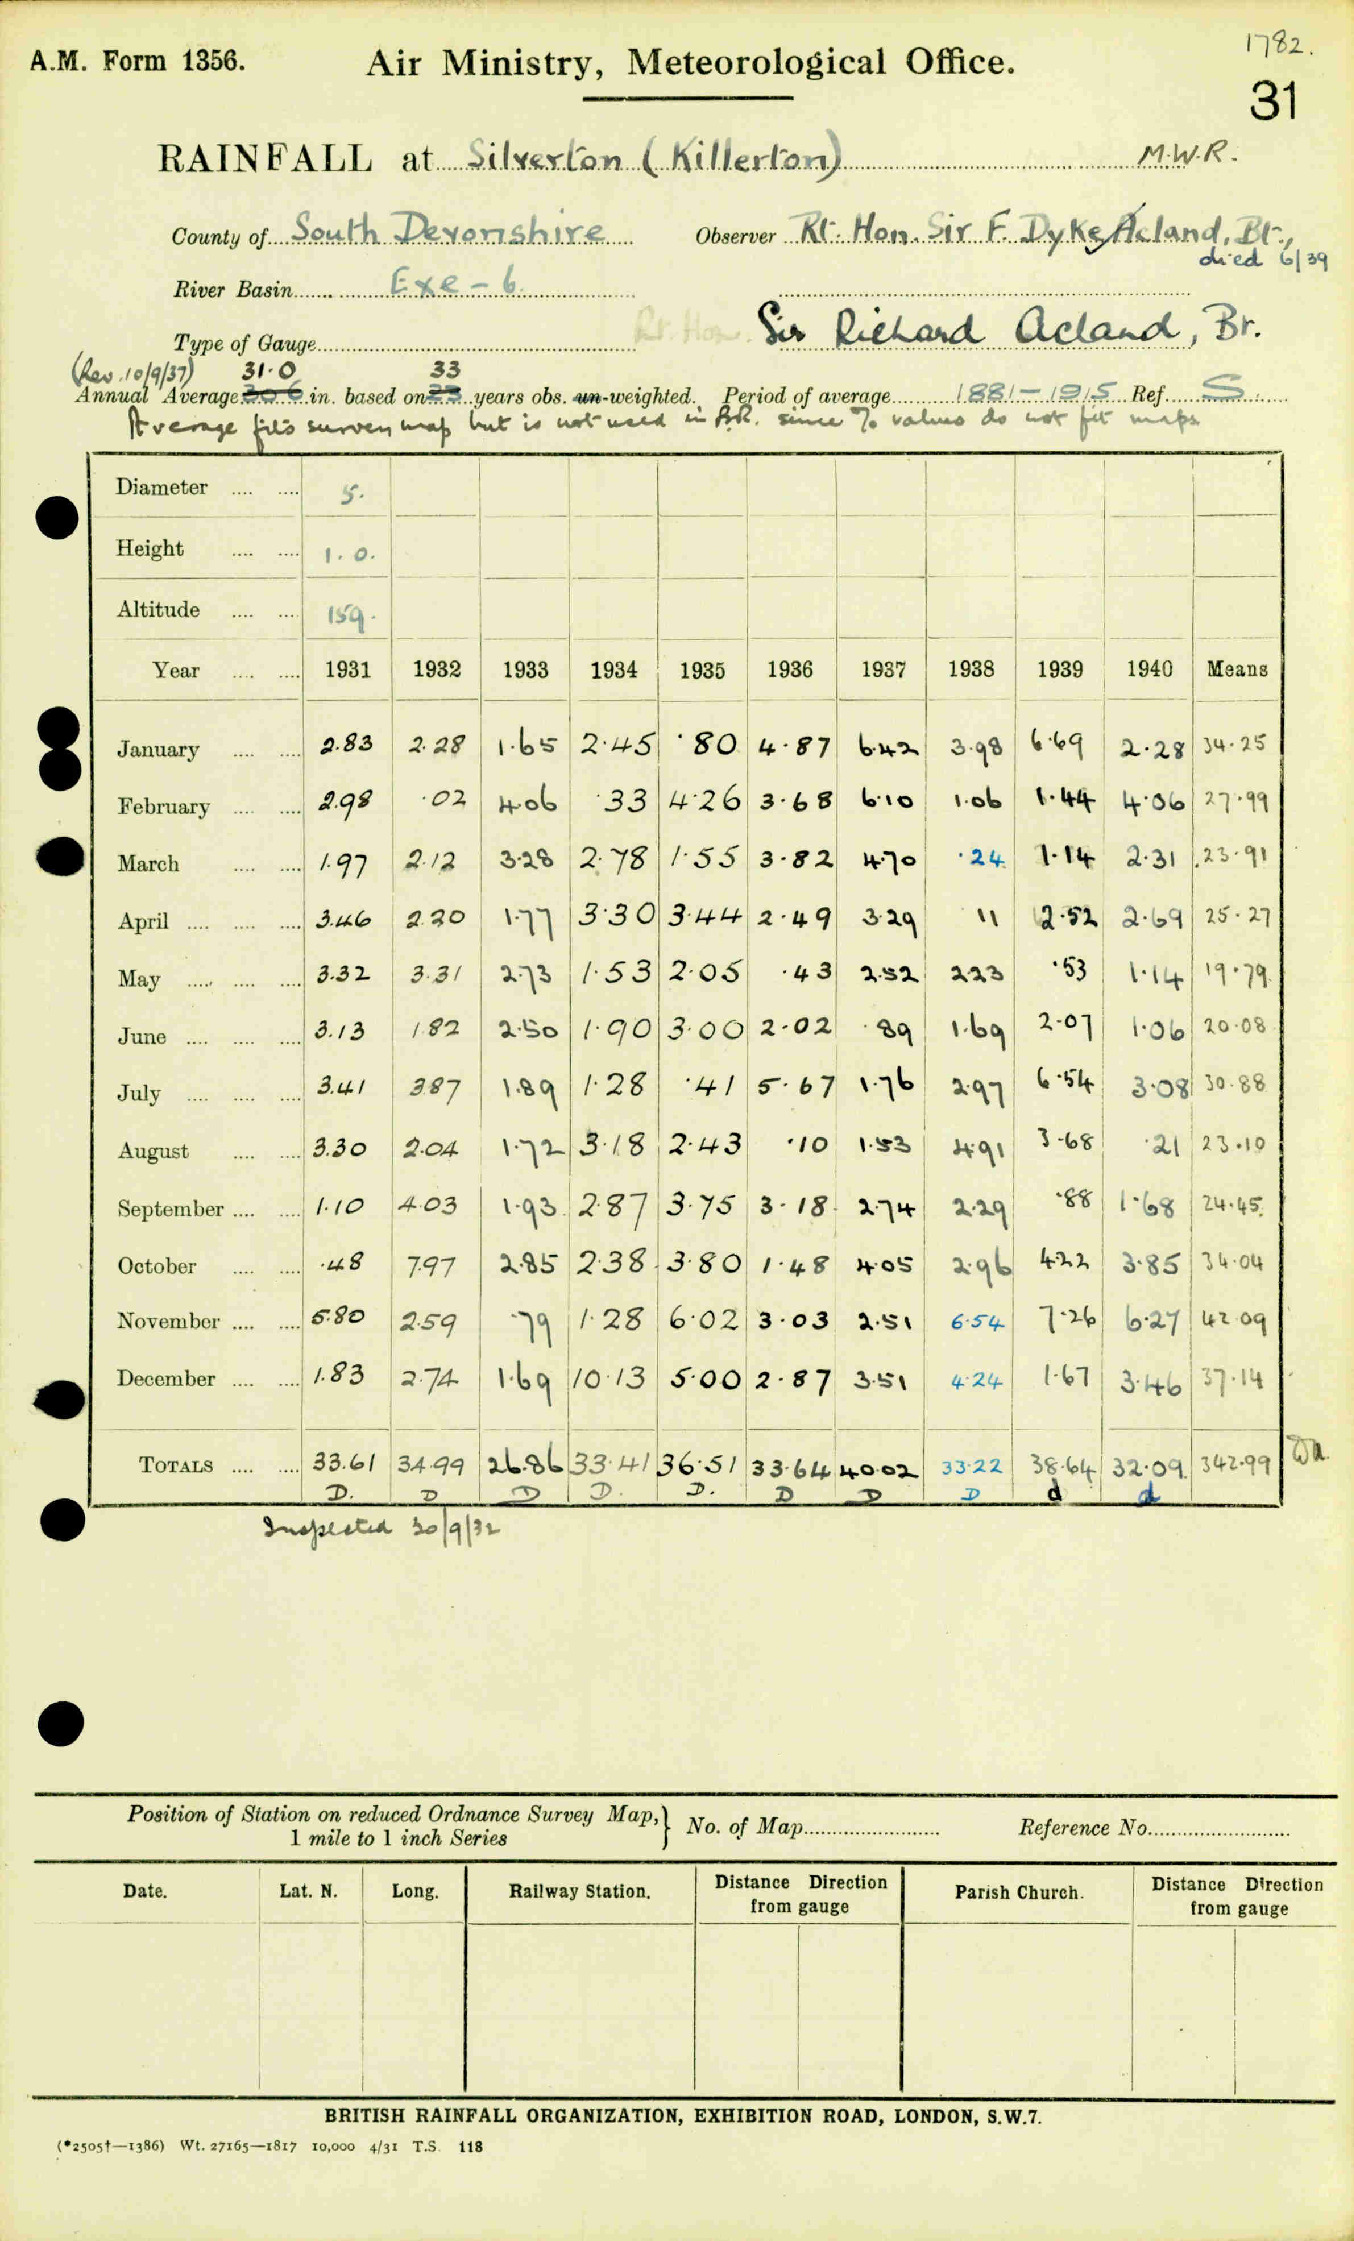 1782.
A.M. Form 1356. Air Ministry, Meteorological Office.
31
RAINFALL at Silverton (Killerton) M.W.R.
County of South Devonshire Observer Rt. Hon. Sir F. Dyke Acland, Bt.,
died 6/39
River Basin Exe - 6
Type of Gauge Rt. Hon. Sir Richard Acland, Bt.
(Rev. 10/9/37) 31.0 33
Annual Average 30.6 in. based on 23 years obs. un-weighted. Period of average 1881-1915 Ref. S.
Average fits survey map but is not used in B.R. since % values do not fit maps
Diameter .... .... 5.
Height .... .... 1.0.
Altitude .... .... 159.
Year .... .... 1931 1932 1933 1934 1935 1936 1937 1938 1939 1940 Means
January .... .... 2.83 2.28 1.65 2.45 .80 4.87 6.42 3.98 6.69 2.28 34.25
February .... .... 2.98 .02 4.06 .33 4.26 3.68 6.10 1.06 1.44 4.06 27.99
March .... .... 1.97 2.12 3.28 2.78 1.55 3.82 4.70 .24 1.14 2.31 23.91
April .... .... .... 3.46 2.20 1.77 3.30 3.44 2.49 3.29 11 2.52 2.69 25.27
May .... .... .... 3.32 3.31 2.73 1.53 2.05 .43 2.52 2.23 .53 1.14 19.79
June .... .... .... 3.13 1.82 2.50 1.90 3.00 2.02 .89 1.69 2.07 1.06 20.08
July .... .... .... 3.41 3.87 1.89 1.28 .41 5.67 1.76 2.97 6.54 3.08 30.88
August .... .... 3.30 2.04 1.72 3.18 2.43 .10 1.53 4.91 3.68 .21 23.10
September .... .... 1.10 4.03 1.93 2.87 3.75 3.18 2.74 2.29 .88 1.68 24.45
October .... .... .48 7.97 2.85 2.38 3.80 1.48 4.05 2.96 4.22 3.85 34.04
November .... .... 5.80 2.59 .79 1.28 6.02 3.03 2.51 6.54 7.26 6.27 42.09
December .... .... 1.83 2.74 1.69 10.13 5.00 2.87 3.51 4.24 1.67 3.46 37.14
TOTALS .... .... 33.61 34.99 26.86 33.41 36.51 33.64 40.02 33.22 38.64 32.09 342.99
D. D D D. D. D D D d d
Inspected 30/9/32
Position of Station on reduced Ordnance Survey Map,} No. of Map Reference No.
1 mile to 1 inch Series
Date. Lat. N. Long. Railway Station. Distance Direction from gauge Parish Church. Distance Direction from gauge
BRITISH RAINFALL ORGANIZATION, EXHIBITION ROAD, LONDON, S.W.7.
(*2505†—1386) Wt. 27165—1817 10,000 4/31 T.S. 118